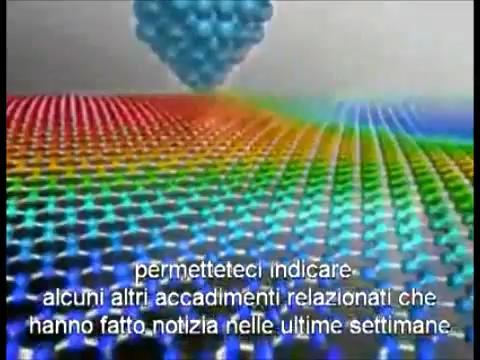 permetteteci indicare
alcuni altri accadimenti relazionati che
hanno fatto notizia nelle ultime settimane